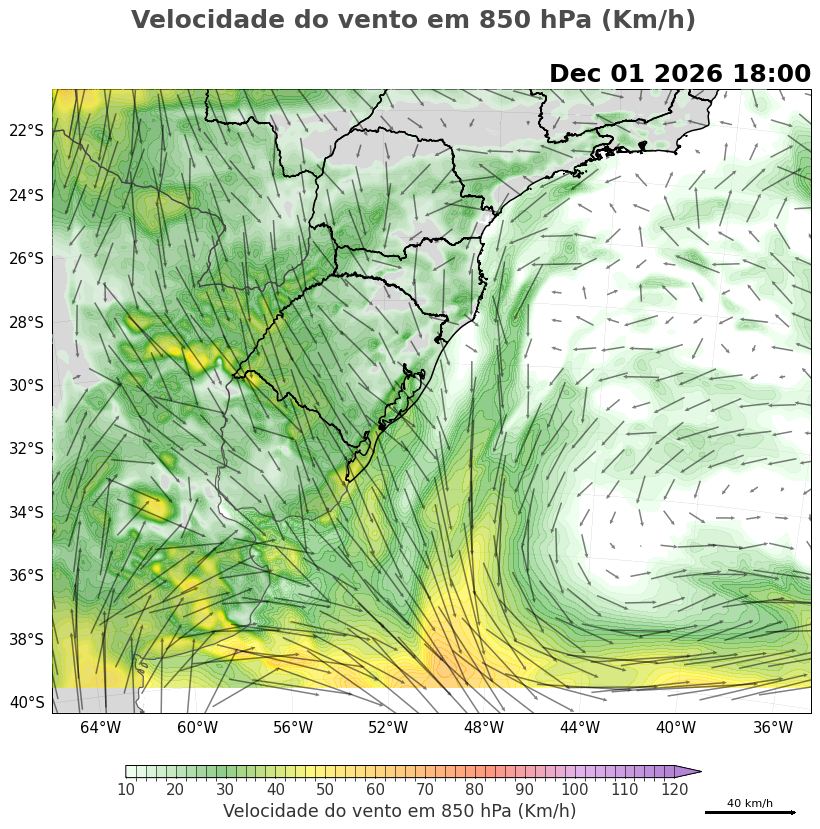 Velocidade do vento em 850 hPa (Km/h)
Dec 01 2026 18:00
22°S
24°S
26°S
28°S
30°S
32°S
34°S
36°S
38°S
40°S
64°W 60°W 56°W 52°W 48°W 44°W 40°W 36°W
10 20 30 40 50 60 70 80 90 100 110 120
Velocidade do vento em 850 hPa (Km/h)
40 km/h